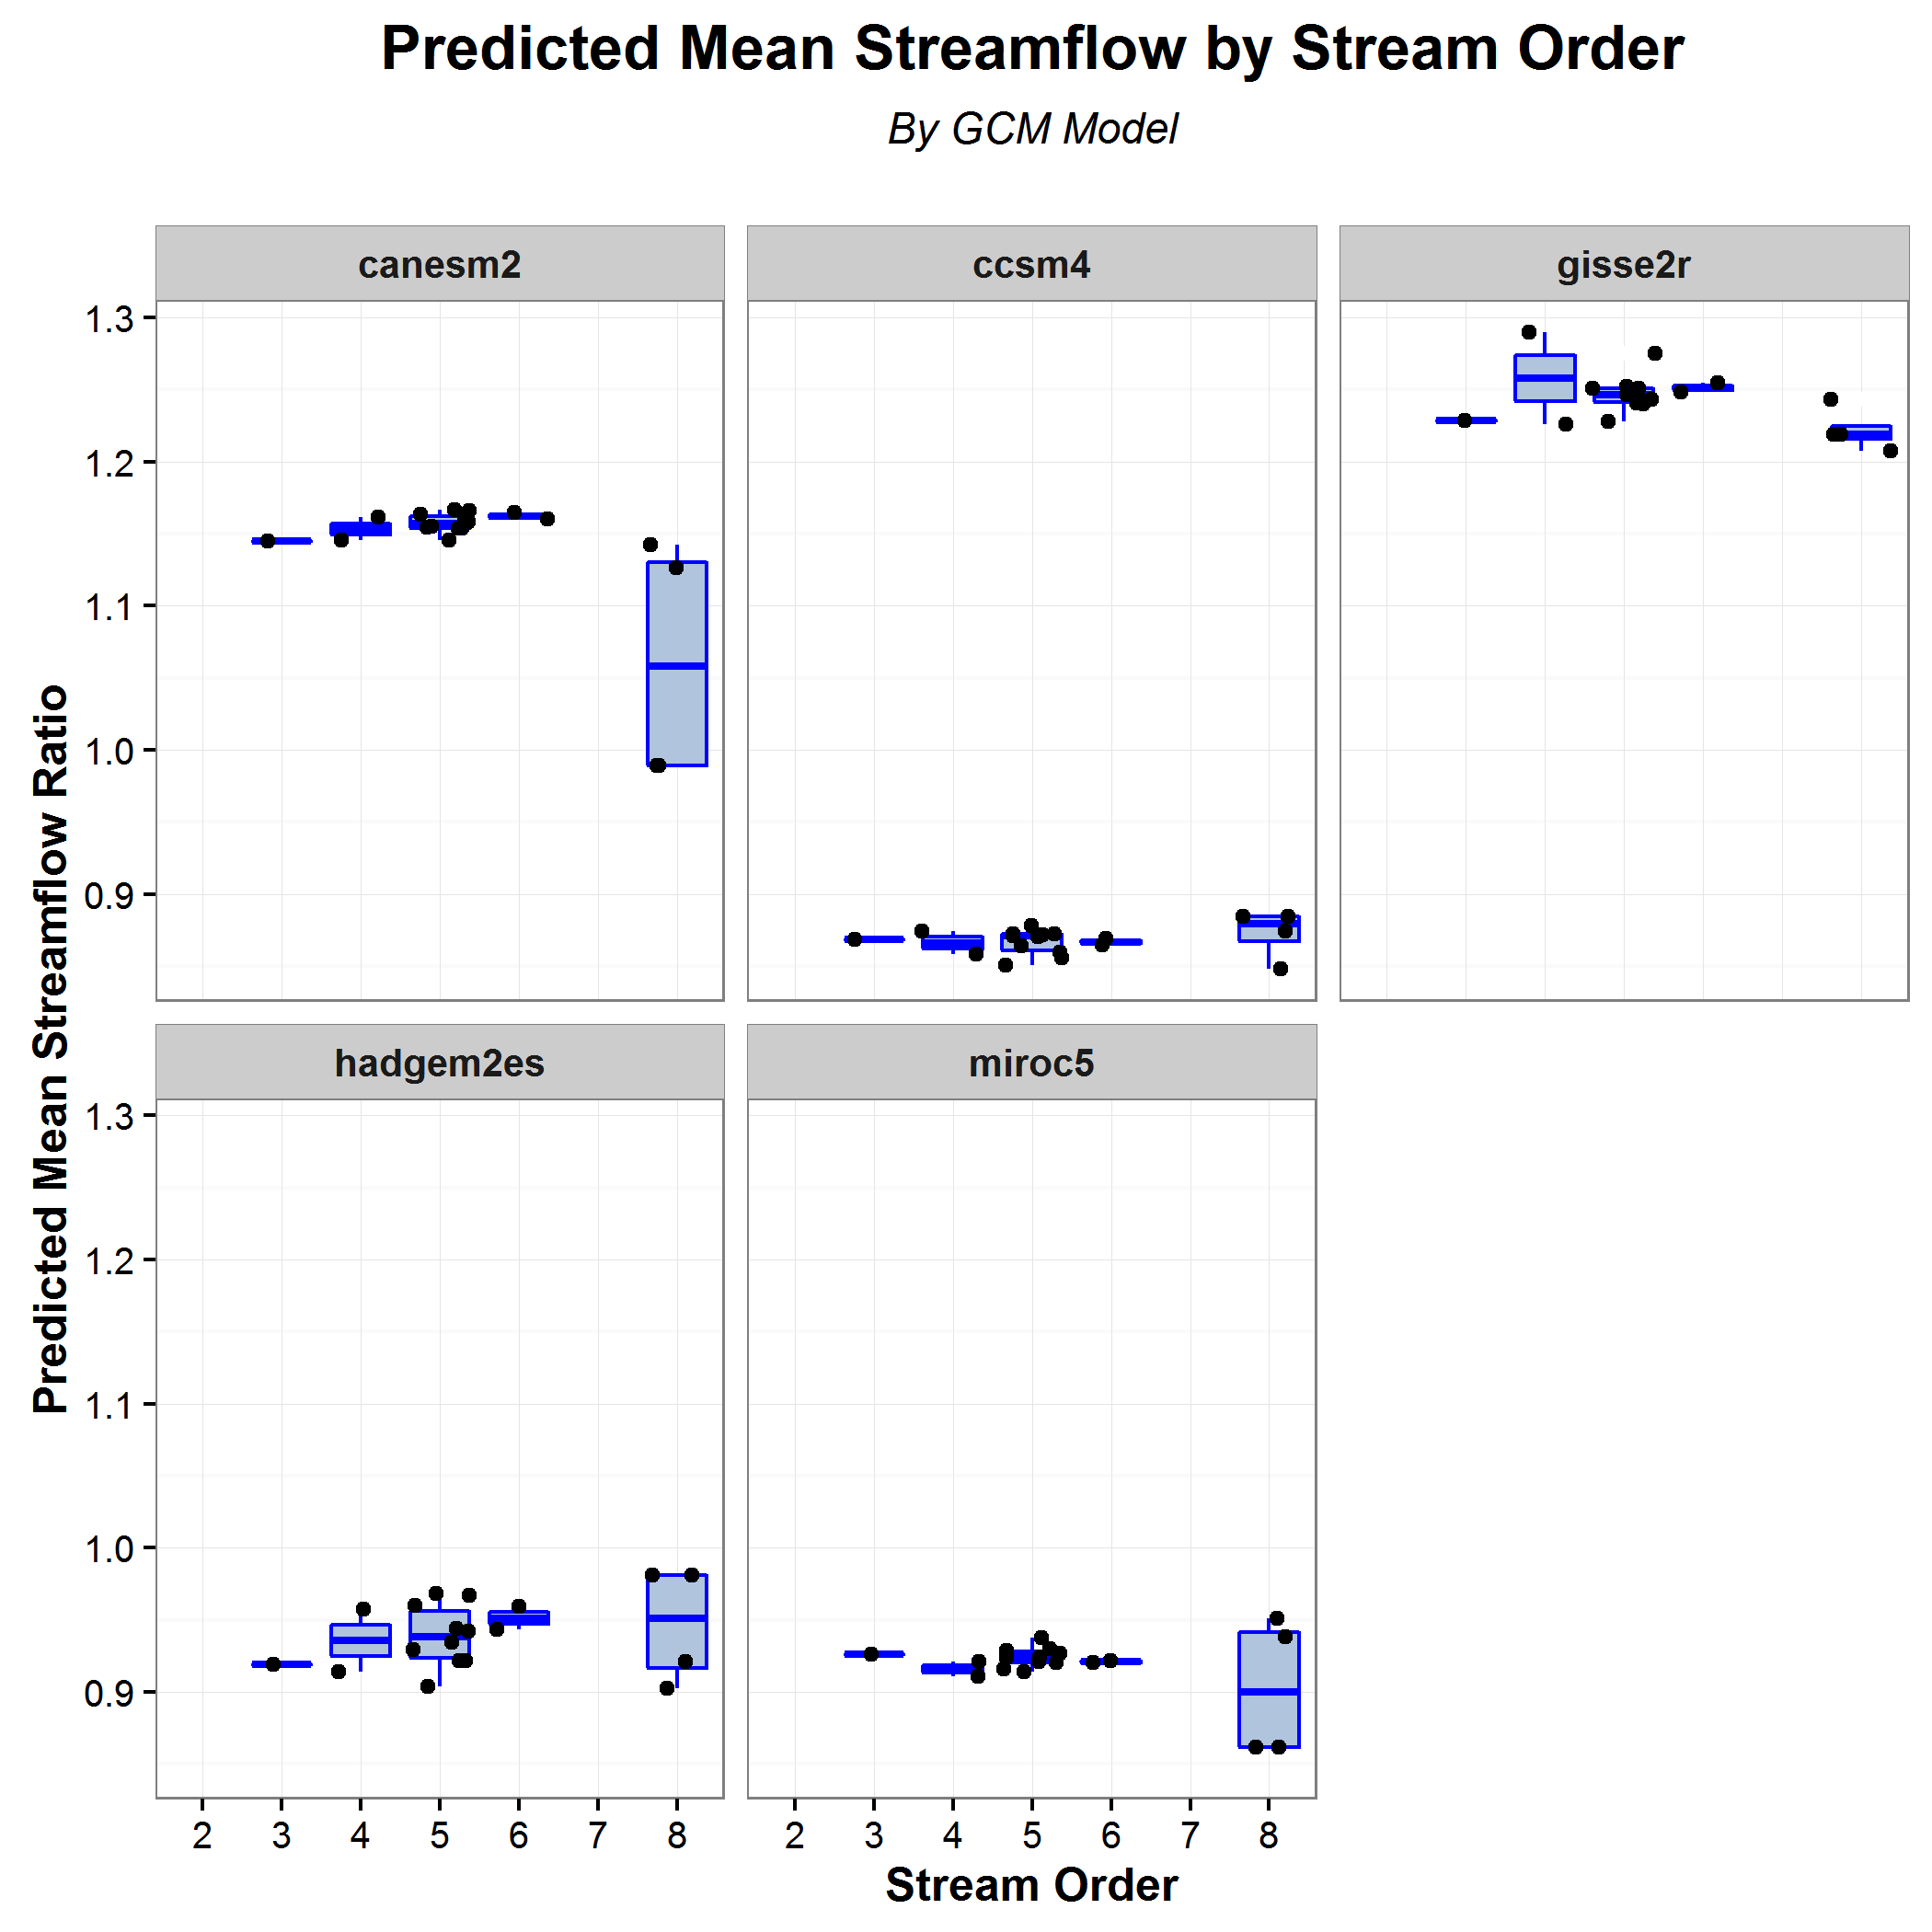 Predicted Mean Streamflow by Stream Order
By GCM Model
canesm2
ccsm4
gisse2r
1.3
1.2
1.1
1.0
0.9
Predicted Mean Streamflow Ratio
hadgem2es
miroc5
1.3
1.2
1.1
1.0
0.9
2 3 4 5 6 7 8
2 3 4 5 6 7 8
Stream Order